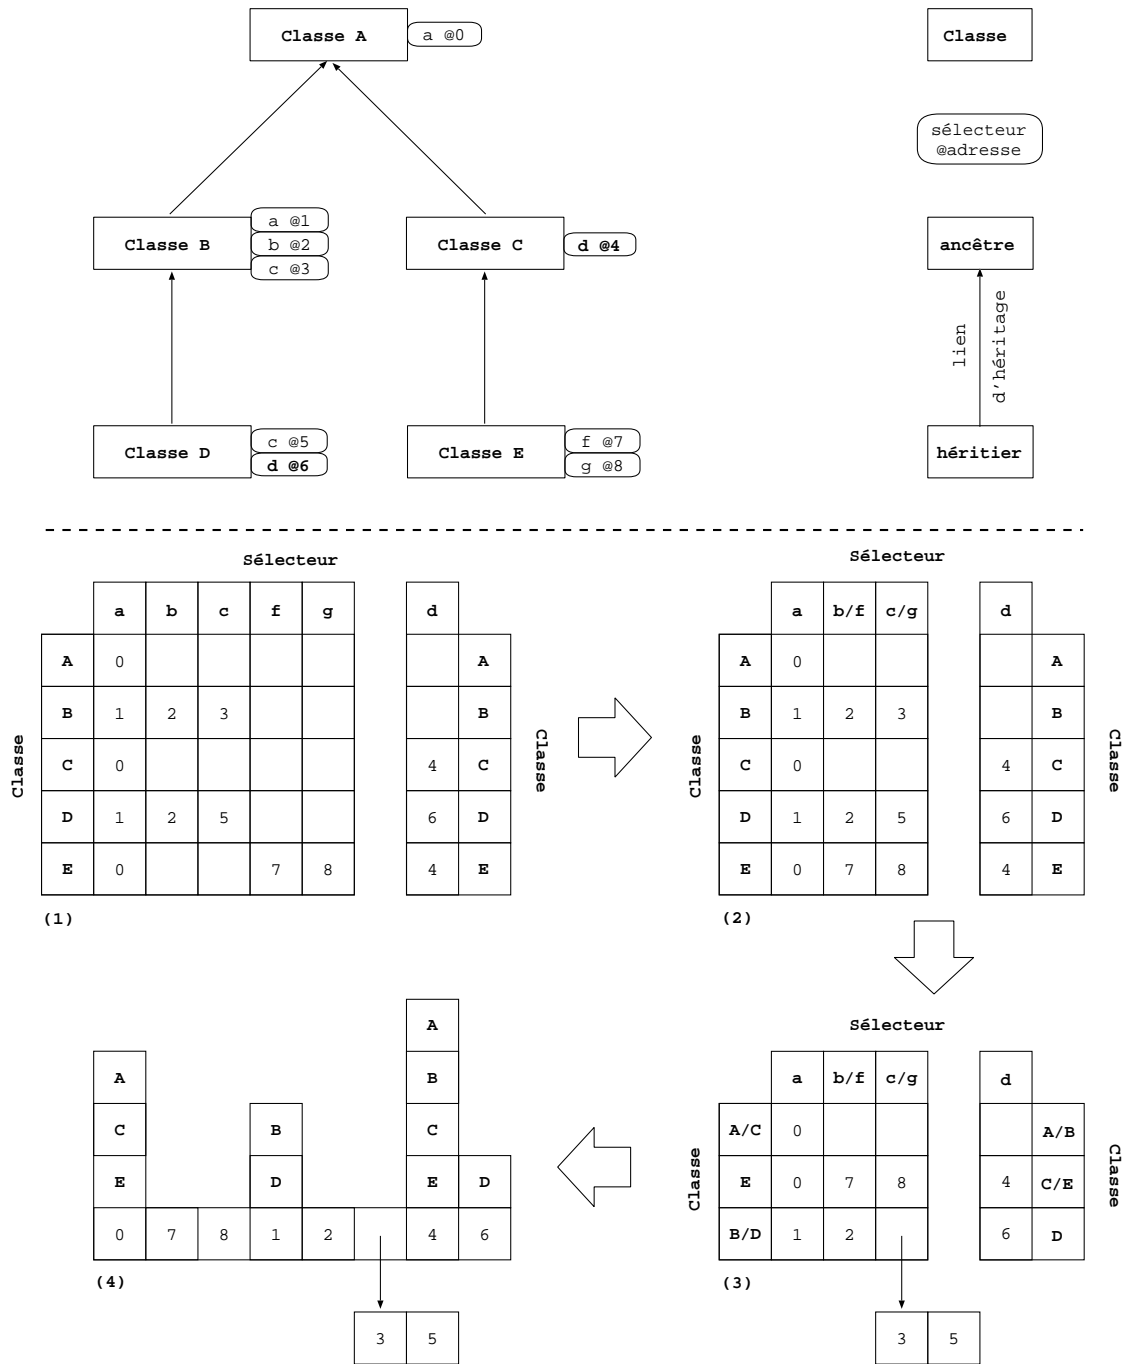 Classe A
a @0
Classe
sélecteur
@adresse
Classe B
a @1
b @2
c @3
Classe C
d @4
ancêtre
lien
d'héritage
Classe D
c @5
d @6
Classe E
f @7
g @8
héritier
Sélecteur
a b c f g d
A 0 A
B 1 2 3 B
C 0 4 C
D 1 2 5 6 D
E 0 7 8 4 E
Classe
Classe
(1)
Sélecteur
a b/f c/g d
A 0 A
B 1 2 3 B
C 0 4 C
D 1 2 5 6 D
E 0 7 8 4 E
Classe
Classe
(2)
Sélecteur
a b/f c/g d
A/C 0 A/B
E 0 7 8 4 C/E
B/D 1 2 6 D
Classe
Classe
(3)
3 5
A
A B
C B C
E D E D
0 7 8 1 2 4 6
(4)
3 5